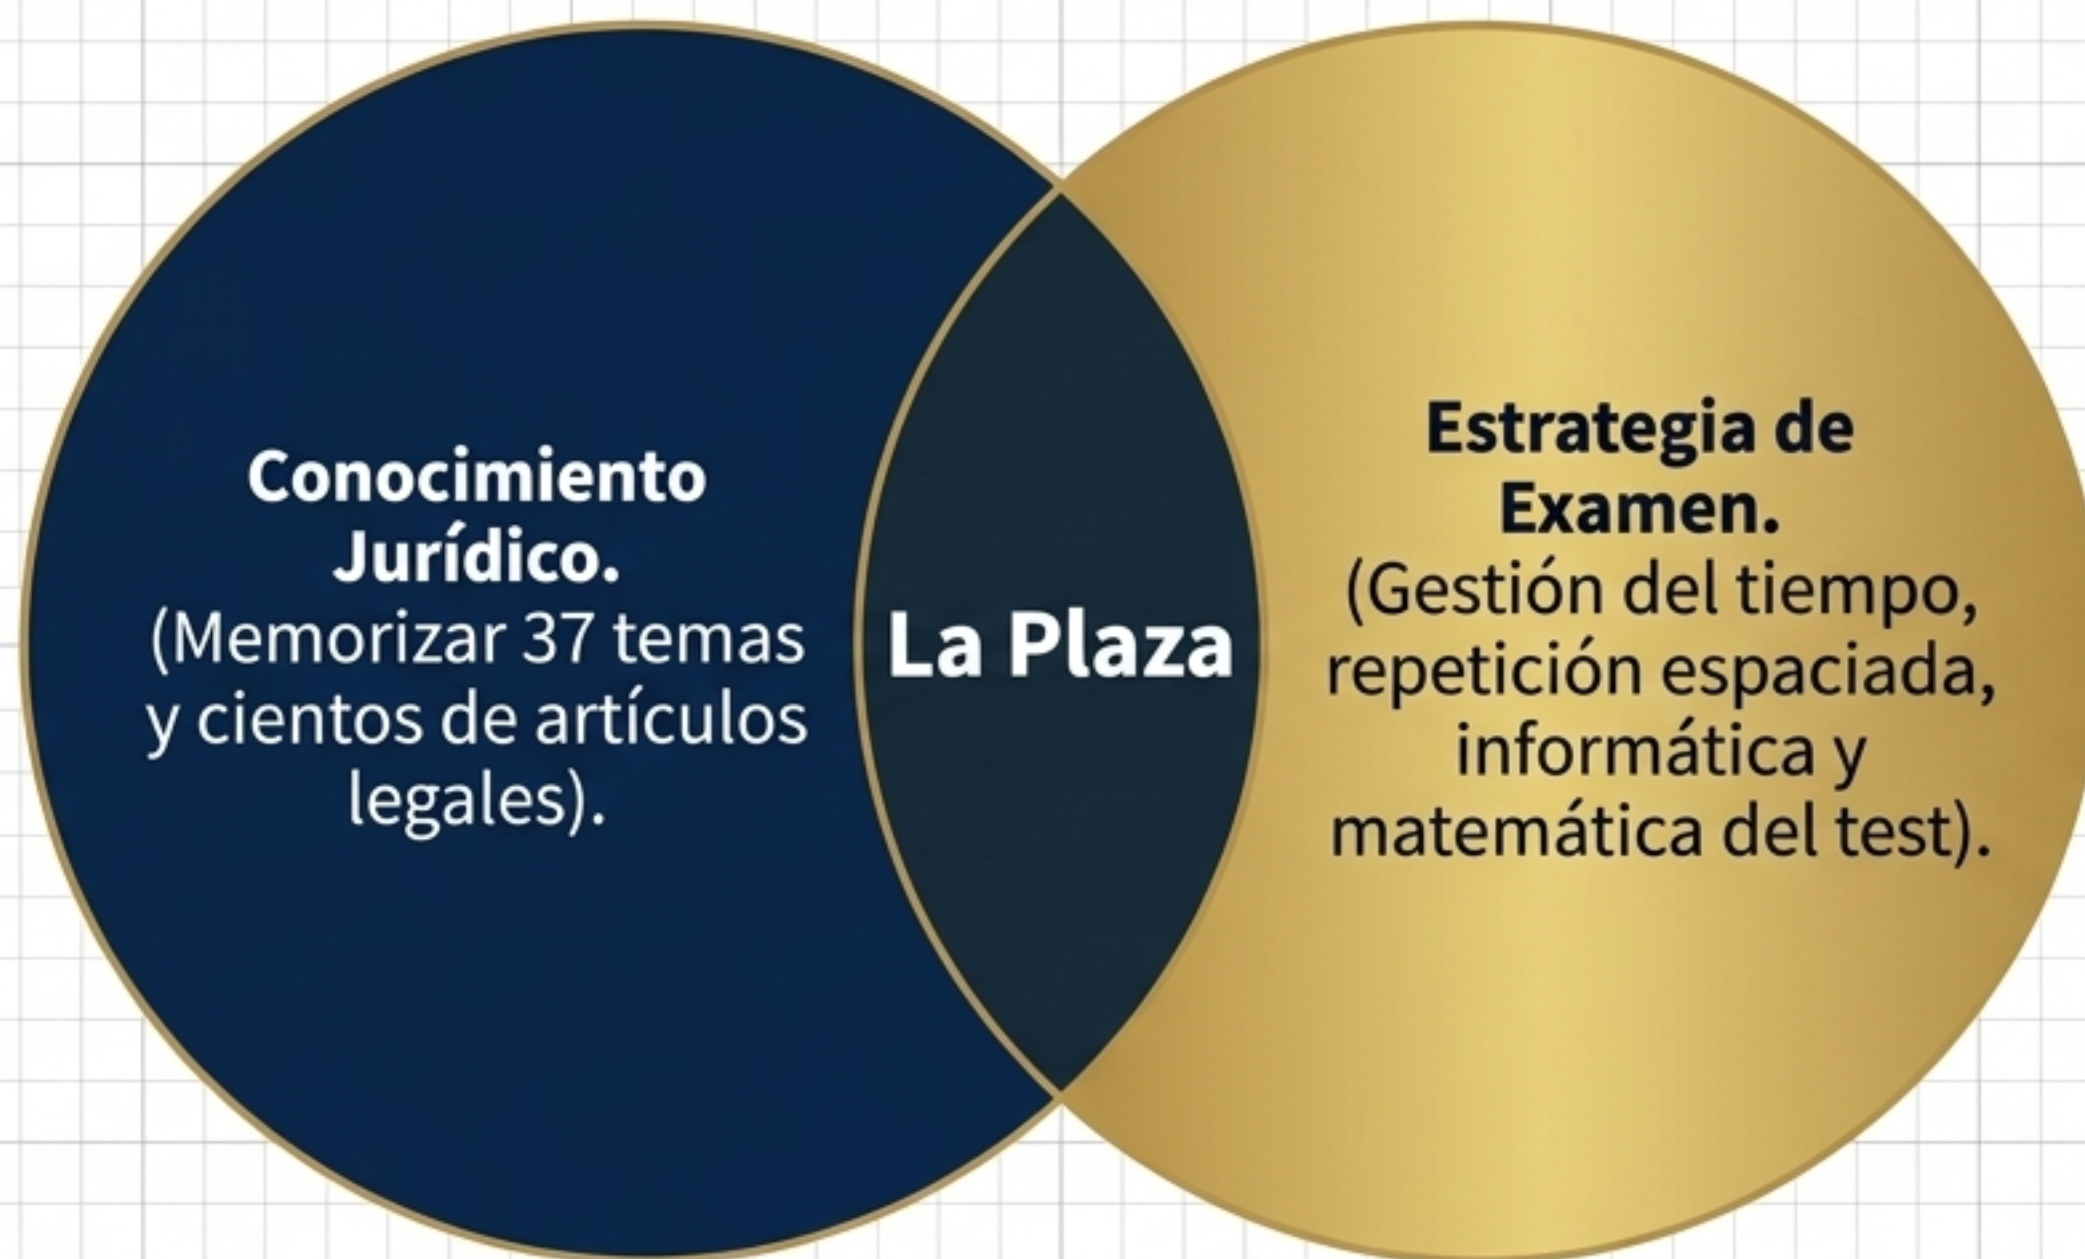 Conocimiento
Jurídico.
(Memorizar 37 temas
y cientos de artículos
legales).
La Plaza
Estrategia de
Examen.
(Gestión del tiempo,
repetición espaciada,
informática y
matemática del test).